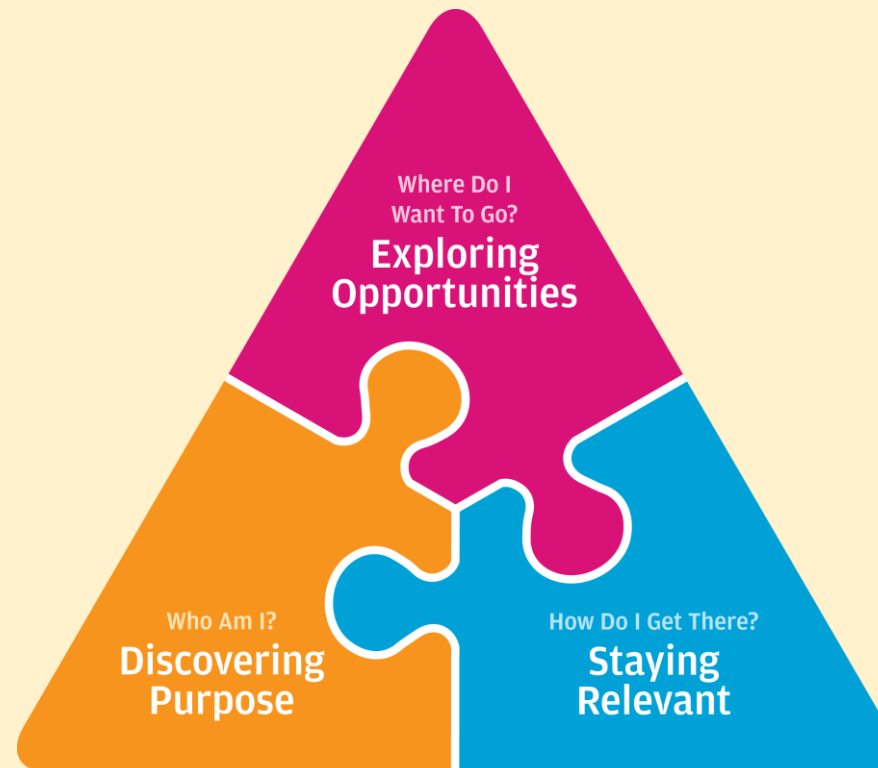 Where Do I
Want To Go?
Exploring
Opportunities
Who Am I?
Discovering
Purpose
How Do I Get There?
Staying
Relevant